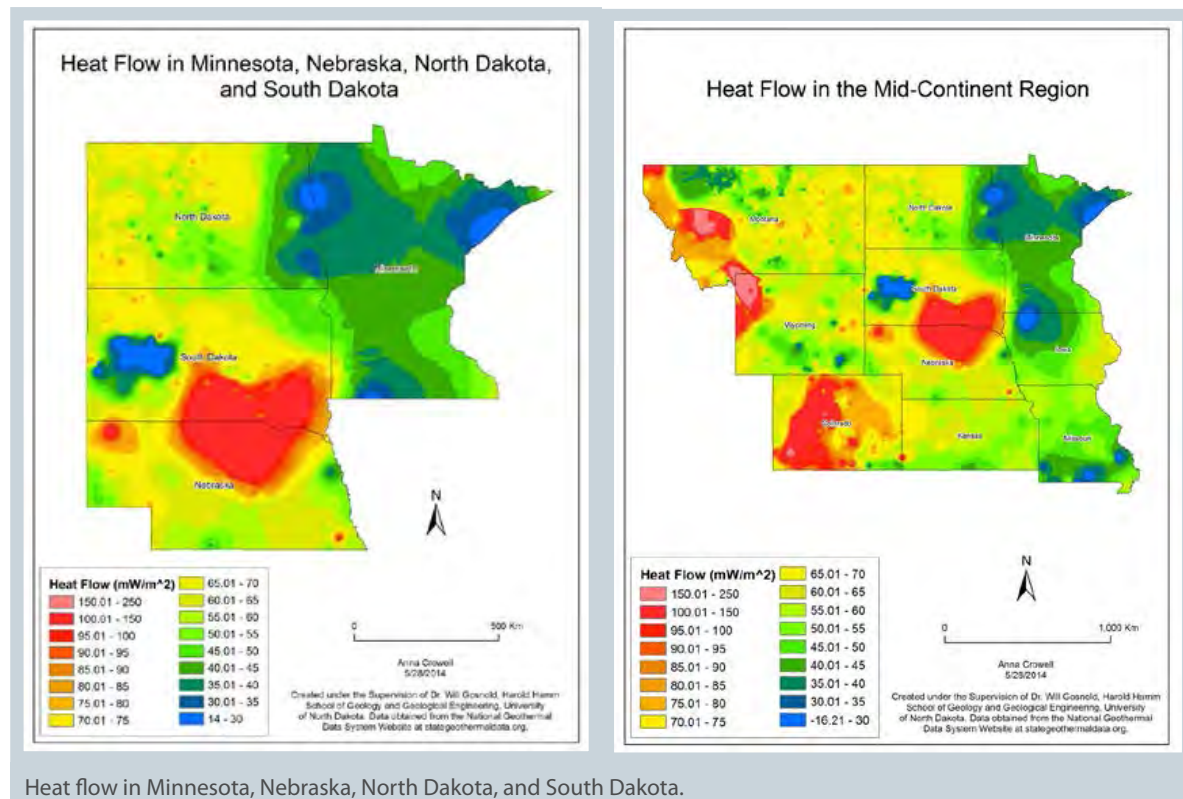 Heat Flow in Minnesota, Nebraska, North Dakota,
and South Dakota
North Dakota
Minnesota
South Dakota
Nebraska
N
Heat Flow (mW/m^2)
150.01 - 250
100.01 - 150
95.01 - 100
90.01 - 95
85.01 - 90
80.01 - 85
75.01 - 80
70.01 - 75
65.01 - 70
60.01 - 65
55.01 - 60
50.01 - 55
45.01 - 50
40.01 - 45
35.01 - 40
30.01 - 35
14 - 30
0 500 Km
Anna Crowell
5/28/2014
Created under the Supervision of Dr. Will Gosnold, Harold Hamm
School of Geology and Geological Engineering, University
of North Dakota. Data obtained from the National Geothermal
Data System Website at stategeothermaldata.org.
Heat Flow in the Mid-Continent Region
Montana
North Dakota
Minnesota
South Dakota
Wyoming
Iowa
Nebraska
Colorado
Kansas
Missouri
N
Heat Flow (mW/m^2)
150.01 - 250
100.01 - 150
95.01 - 100
90.01 - 95
85.01 - 90
80.01 - 85
75.01 - 80
70.01 - 75
65.01 - 70
60.01 - 65
55.01 - 60
50.01 - 55
45.01 - 50
40.01 - 45
35.01 - 40
30.01 - 35
-16.21 - 30
0 1,000 Km
Anna Crowell
5/28/2014
Created under the Supervision of Dr. Will Gosnold, Harold Hamm
School of Geology and Geological Engineering, University
of North Dakota. Data obtained from the National Geothermal
Data System Website at stategeothermaldata.org.
Heat flow in Minnesota, Nebraska, North Dakota, and South Dakota.